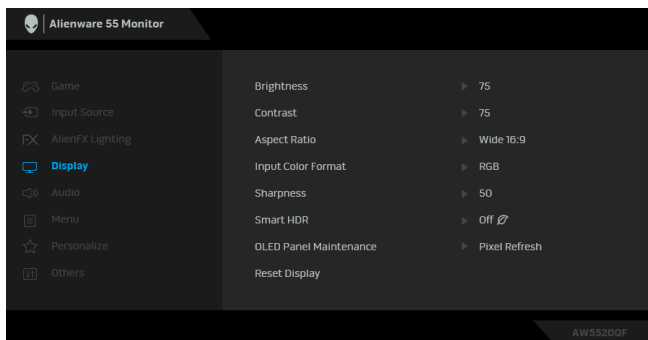 Alienware 55 Monitor
Game
Input Source
FX AlienFX Lighting
Display
Audio
Menu
Personalize
Others
Brightness 75
Contrast 75
Aspect Ratio Wide 16:9
Input Color Format RGB
Sharpness 50
Smart HDR Off
OLED Panel Maintenance Pixel Refresh
Reset Display
AW5520QF